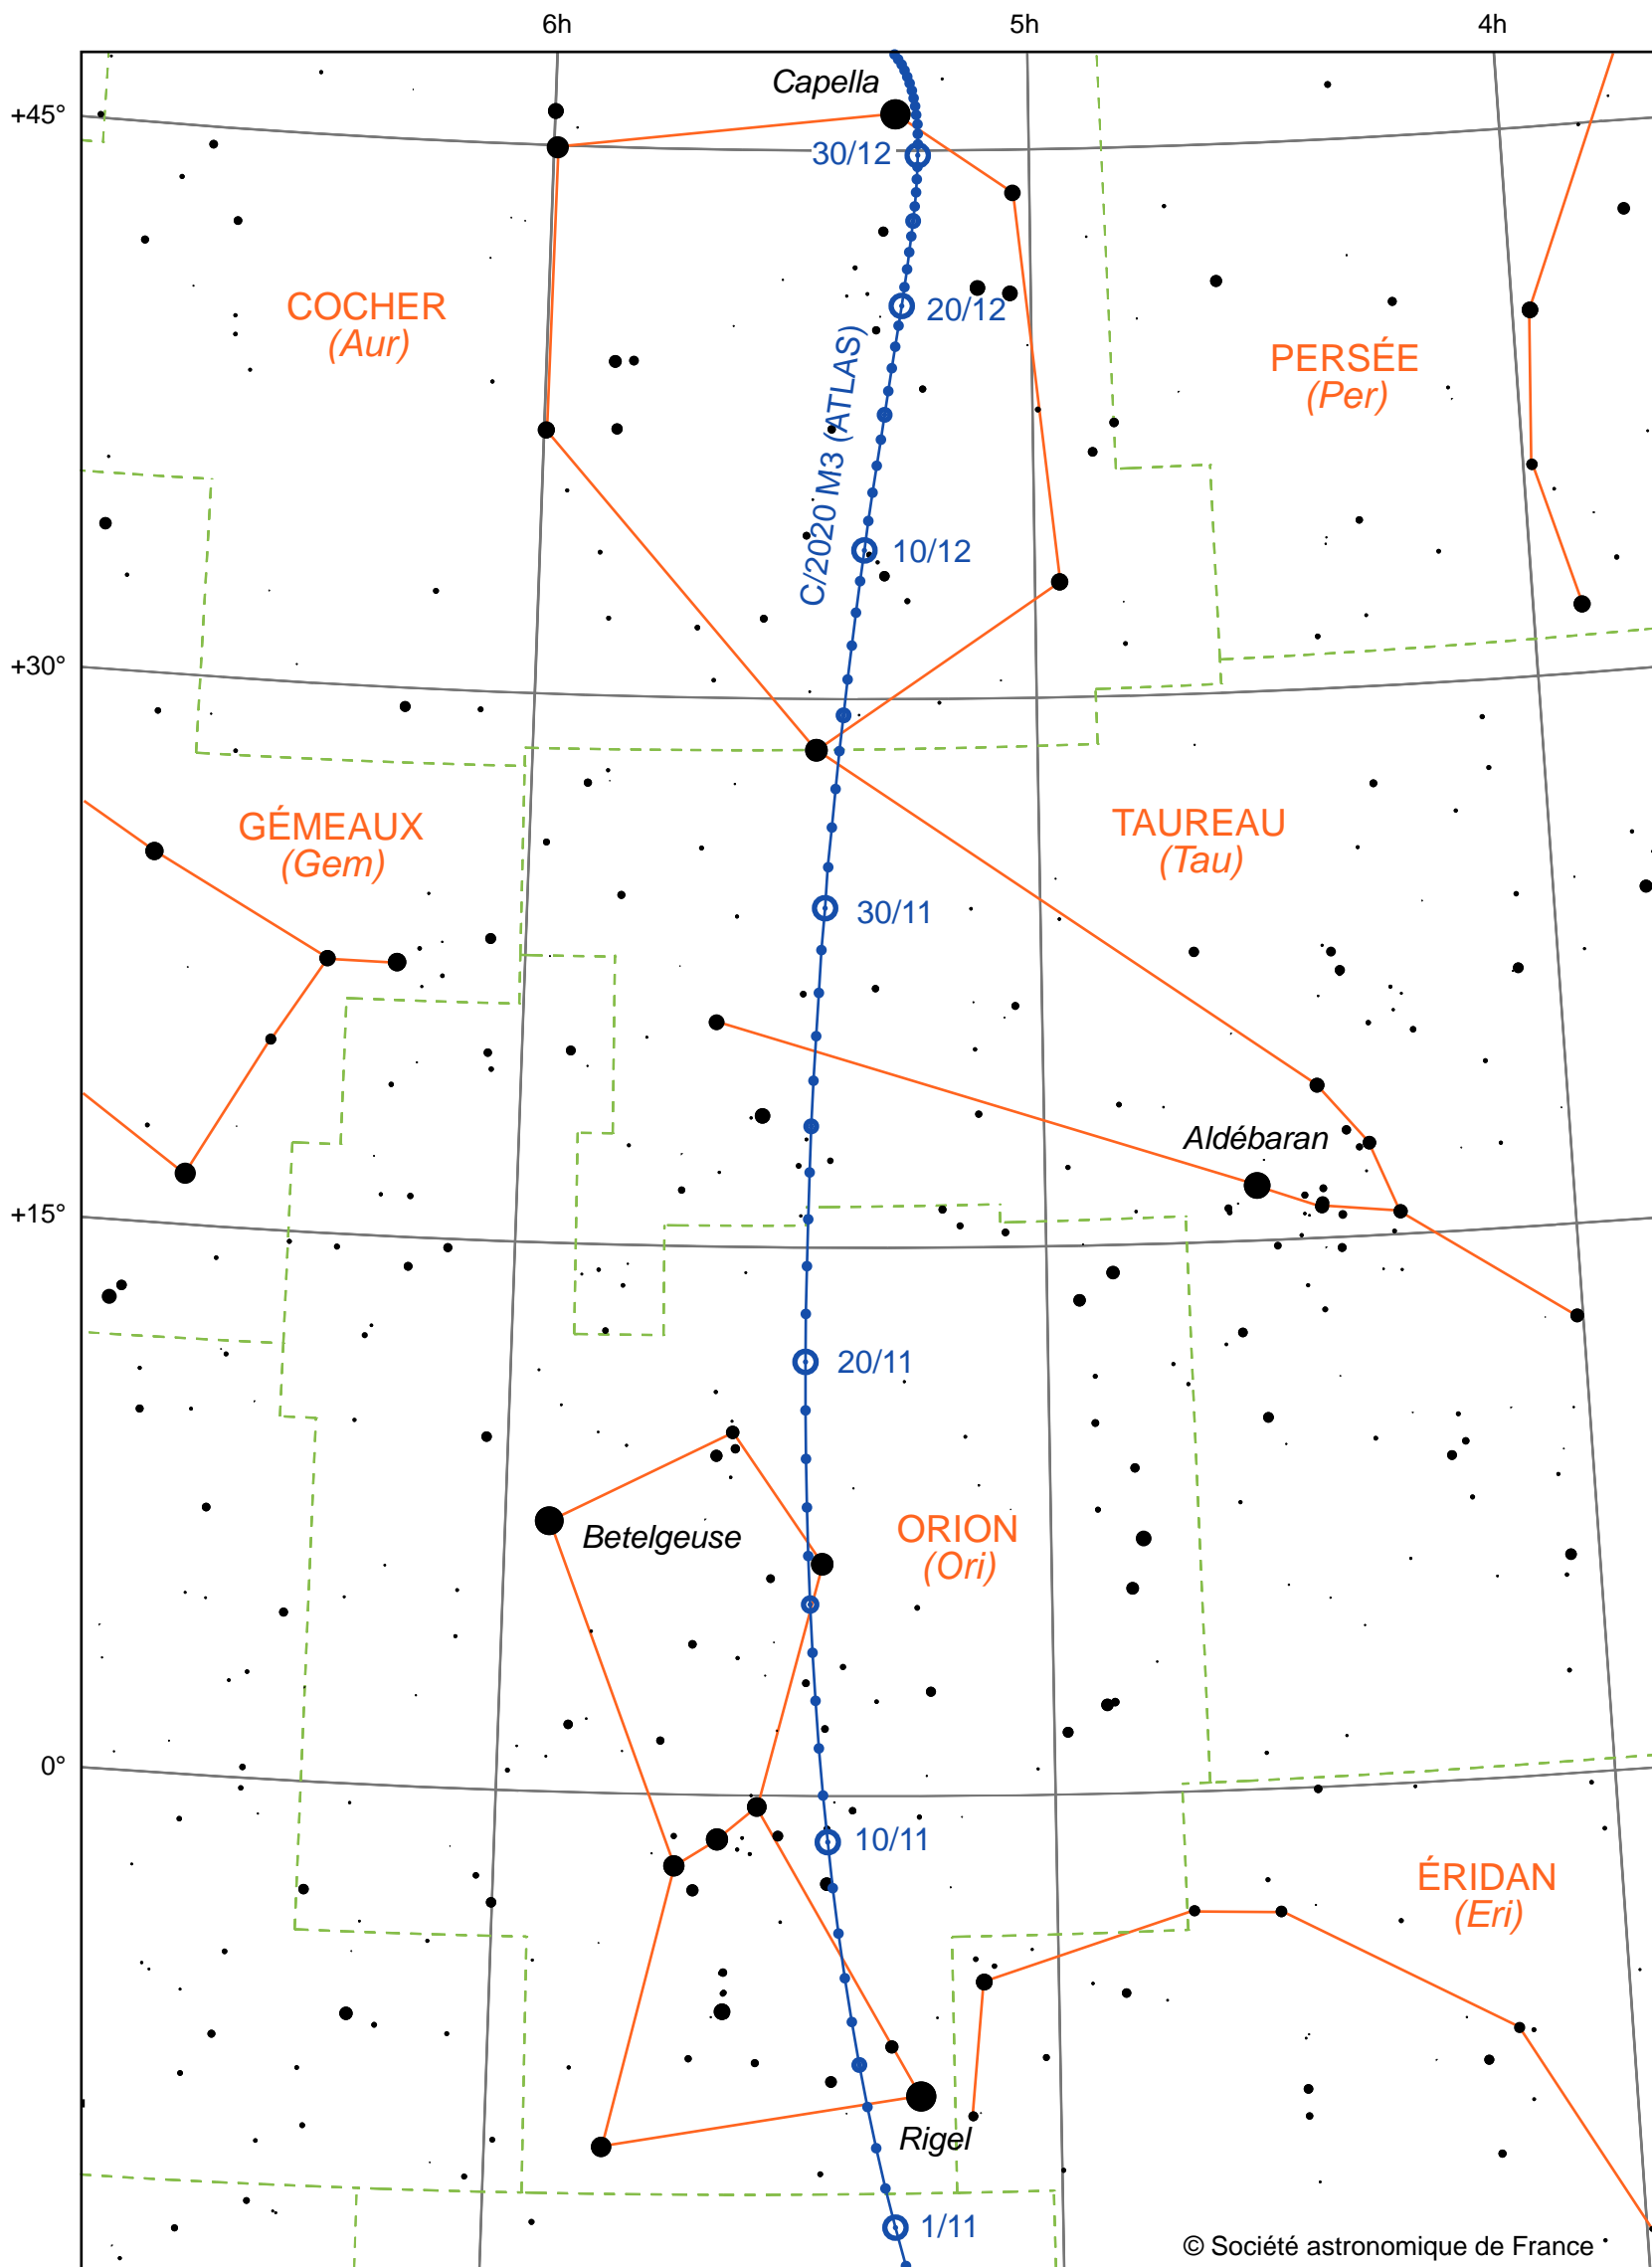 6h 5h 4h
Capella
+45°
30/12
COCHER
(Aur)
20/12
PERSÉE
(Per)
C/2020 M3 (ATLAS)
10/12
+30°
GÉMEAUX
(Gem)
TAUREAU
(Tau)
30/11
Aldébaran
+15°
20/11
Betelgeuse
ORION
(Ori)
0°
10/11
ÉRIDAN
(Eri)
Rigel
1/11
© Société astronomique de France